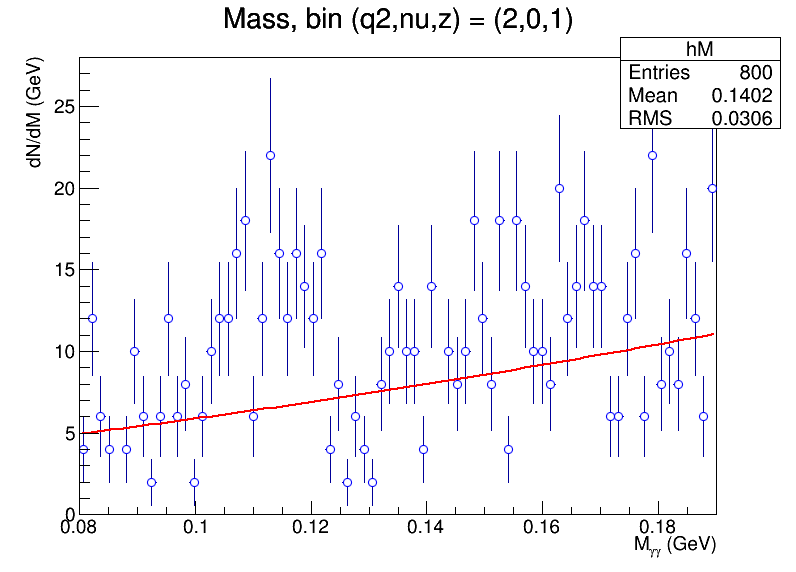 Mass, bin (q2,nu,z) = (2,0,1)
hM
Entries 800
Mean 0.1402
RMS 0.0306
dN/dM (GeV)
25
20
15
10
5
0
0.08 0.1 0.12 0.14 0.16 0.18
Mγγ (GeV)